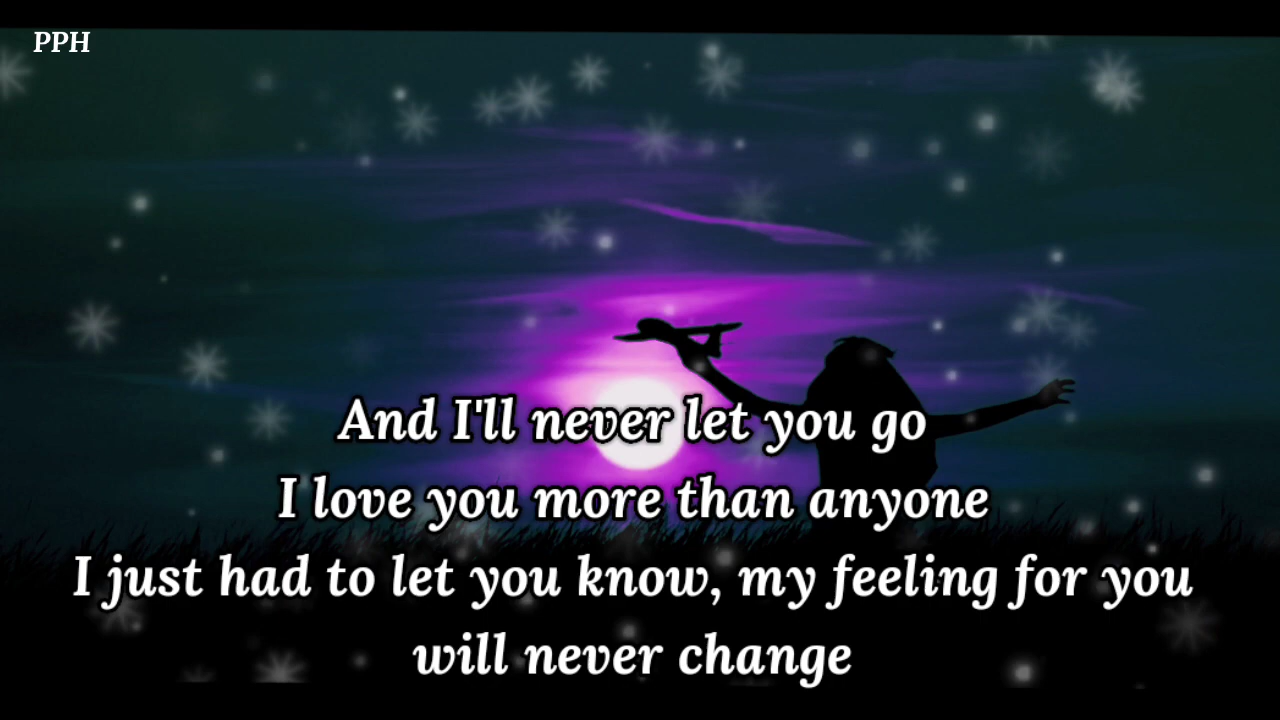 PPH
And I'll never let you go
I love you more than anyone
I just had to let you know, my feeling for you
will never change